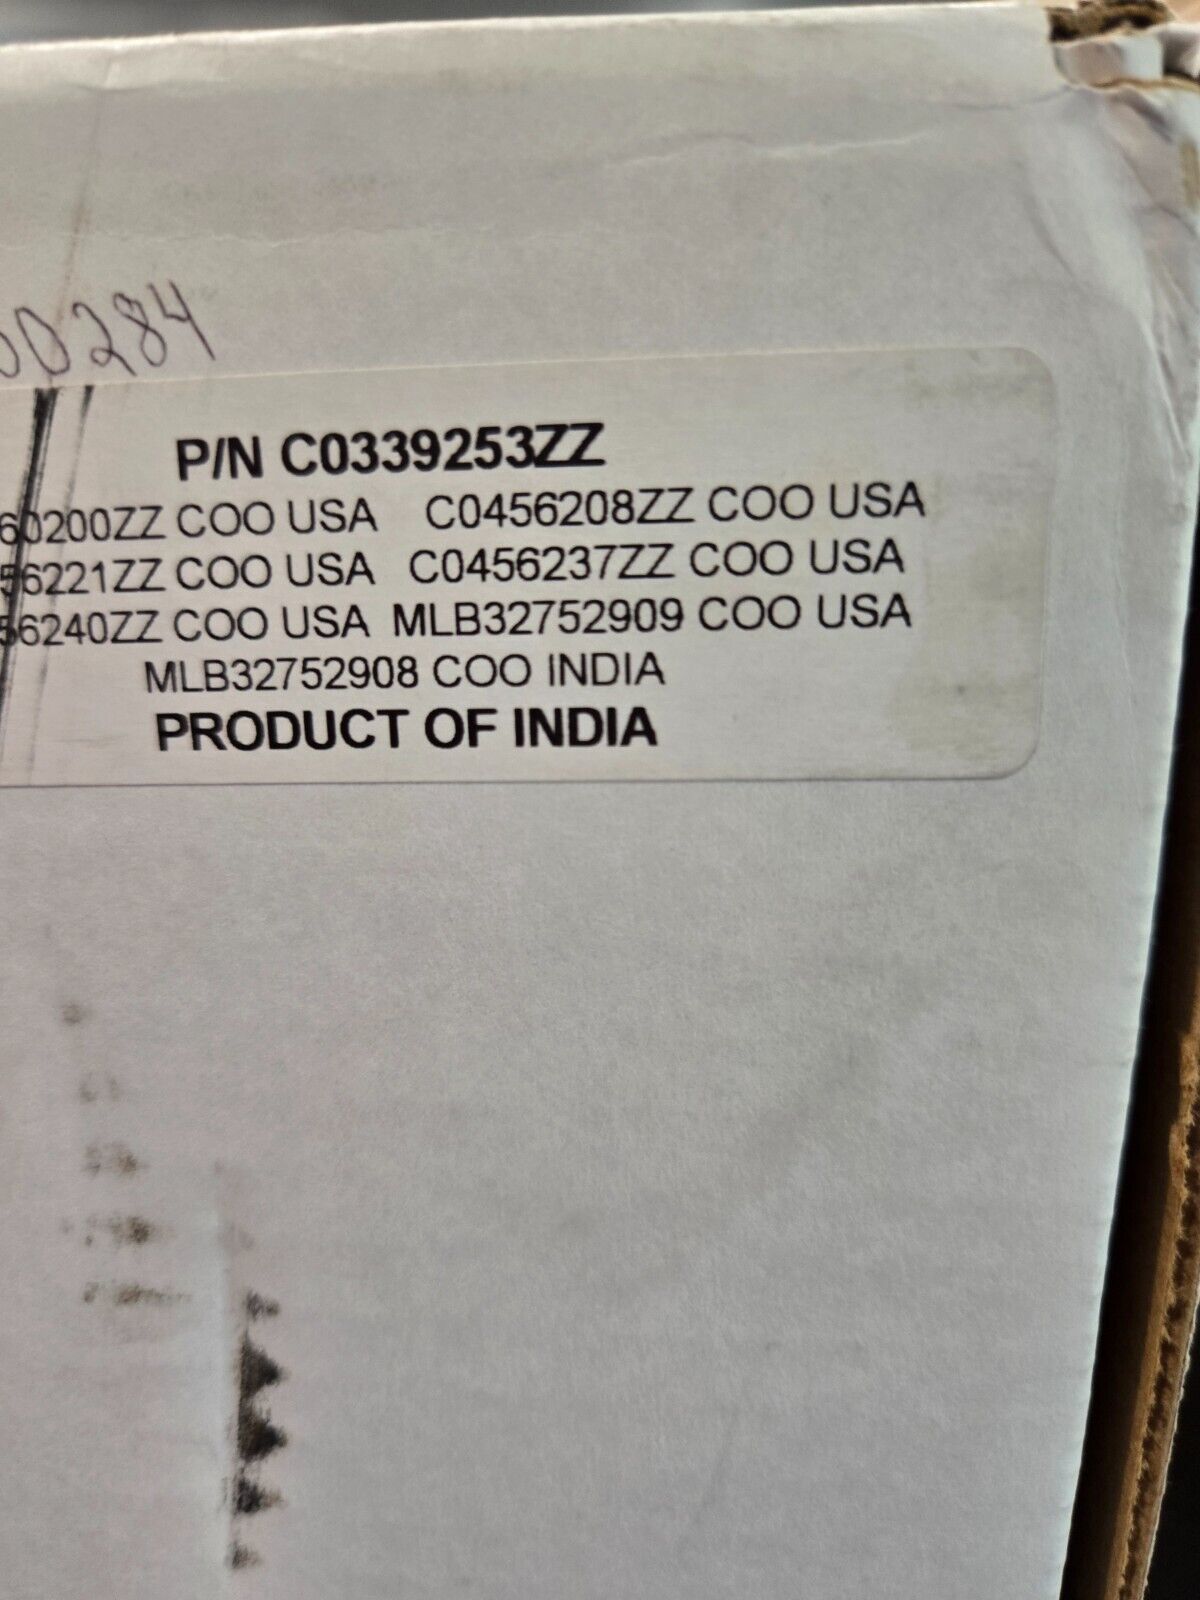 00284
P/N C0339253ZZ
60200ZZ COO USA C0456208ZZ COO USA
56221ZZ COO USA C0456237ZZ COO USA
56240ZZ COO USA MLB32752909 COO USA
MLB32752908 COO INDIA
PRODUCT OF INDIA